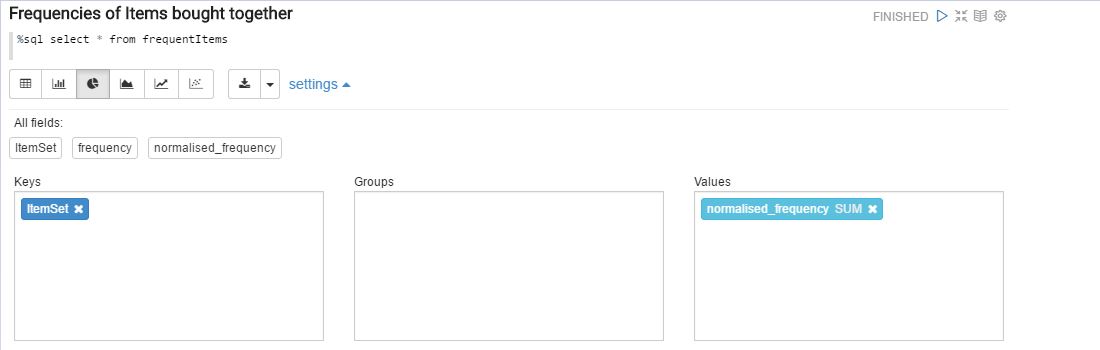 Frequencies of Items bought together
FINISHED
%sql select * from frequentItems
settings
All fields:
ItemSet frequency normalised_frequency
Keys Groups Values
ItemSet normalised_frequency SUM